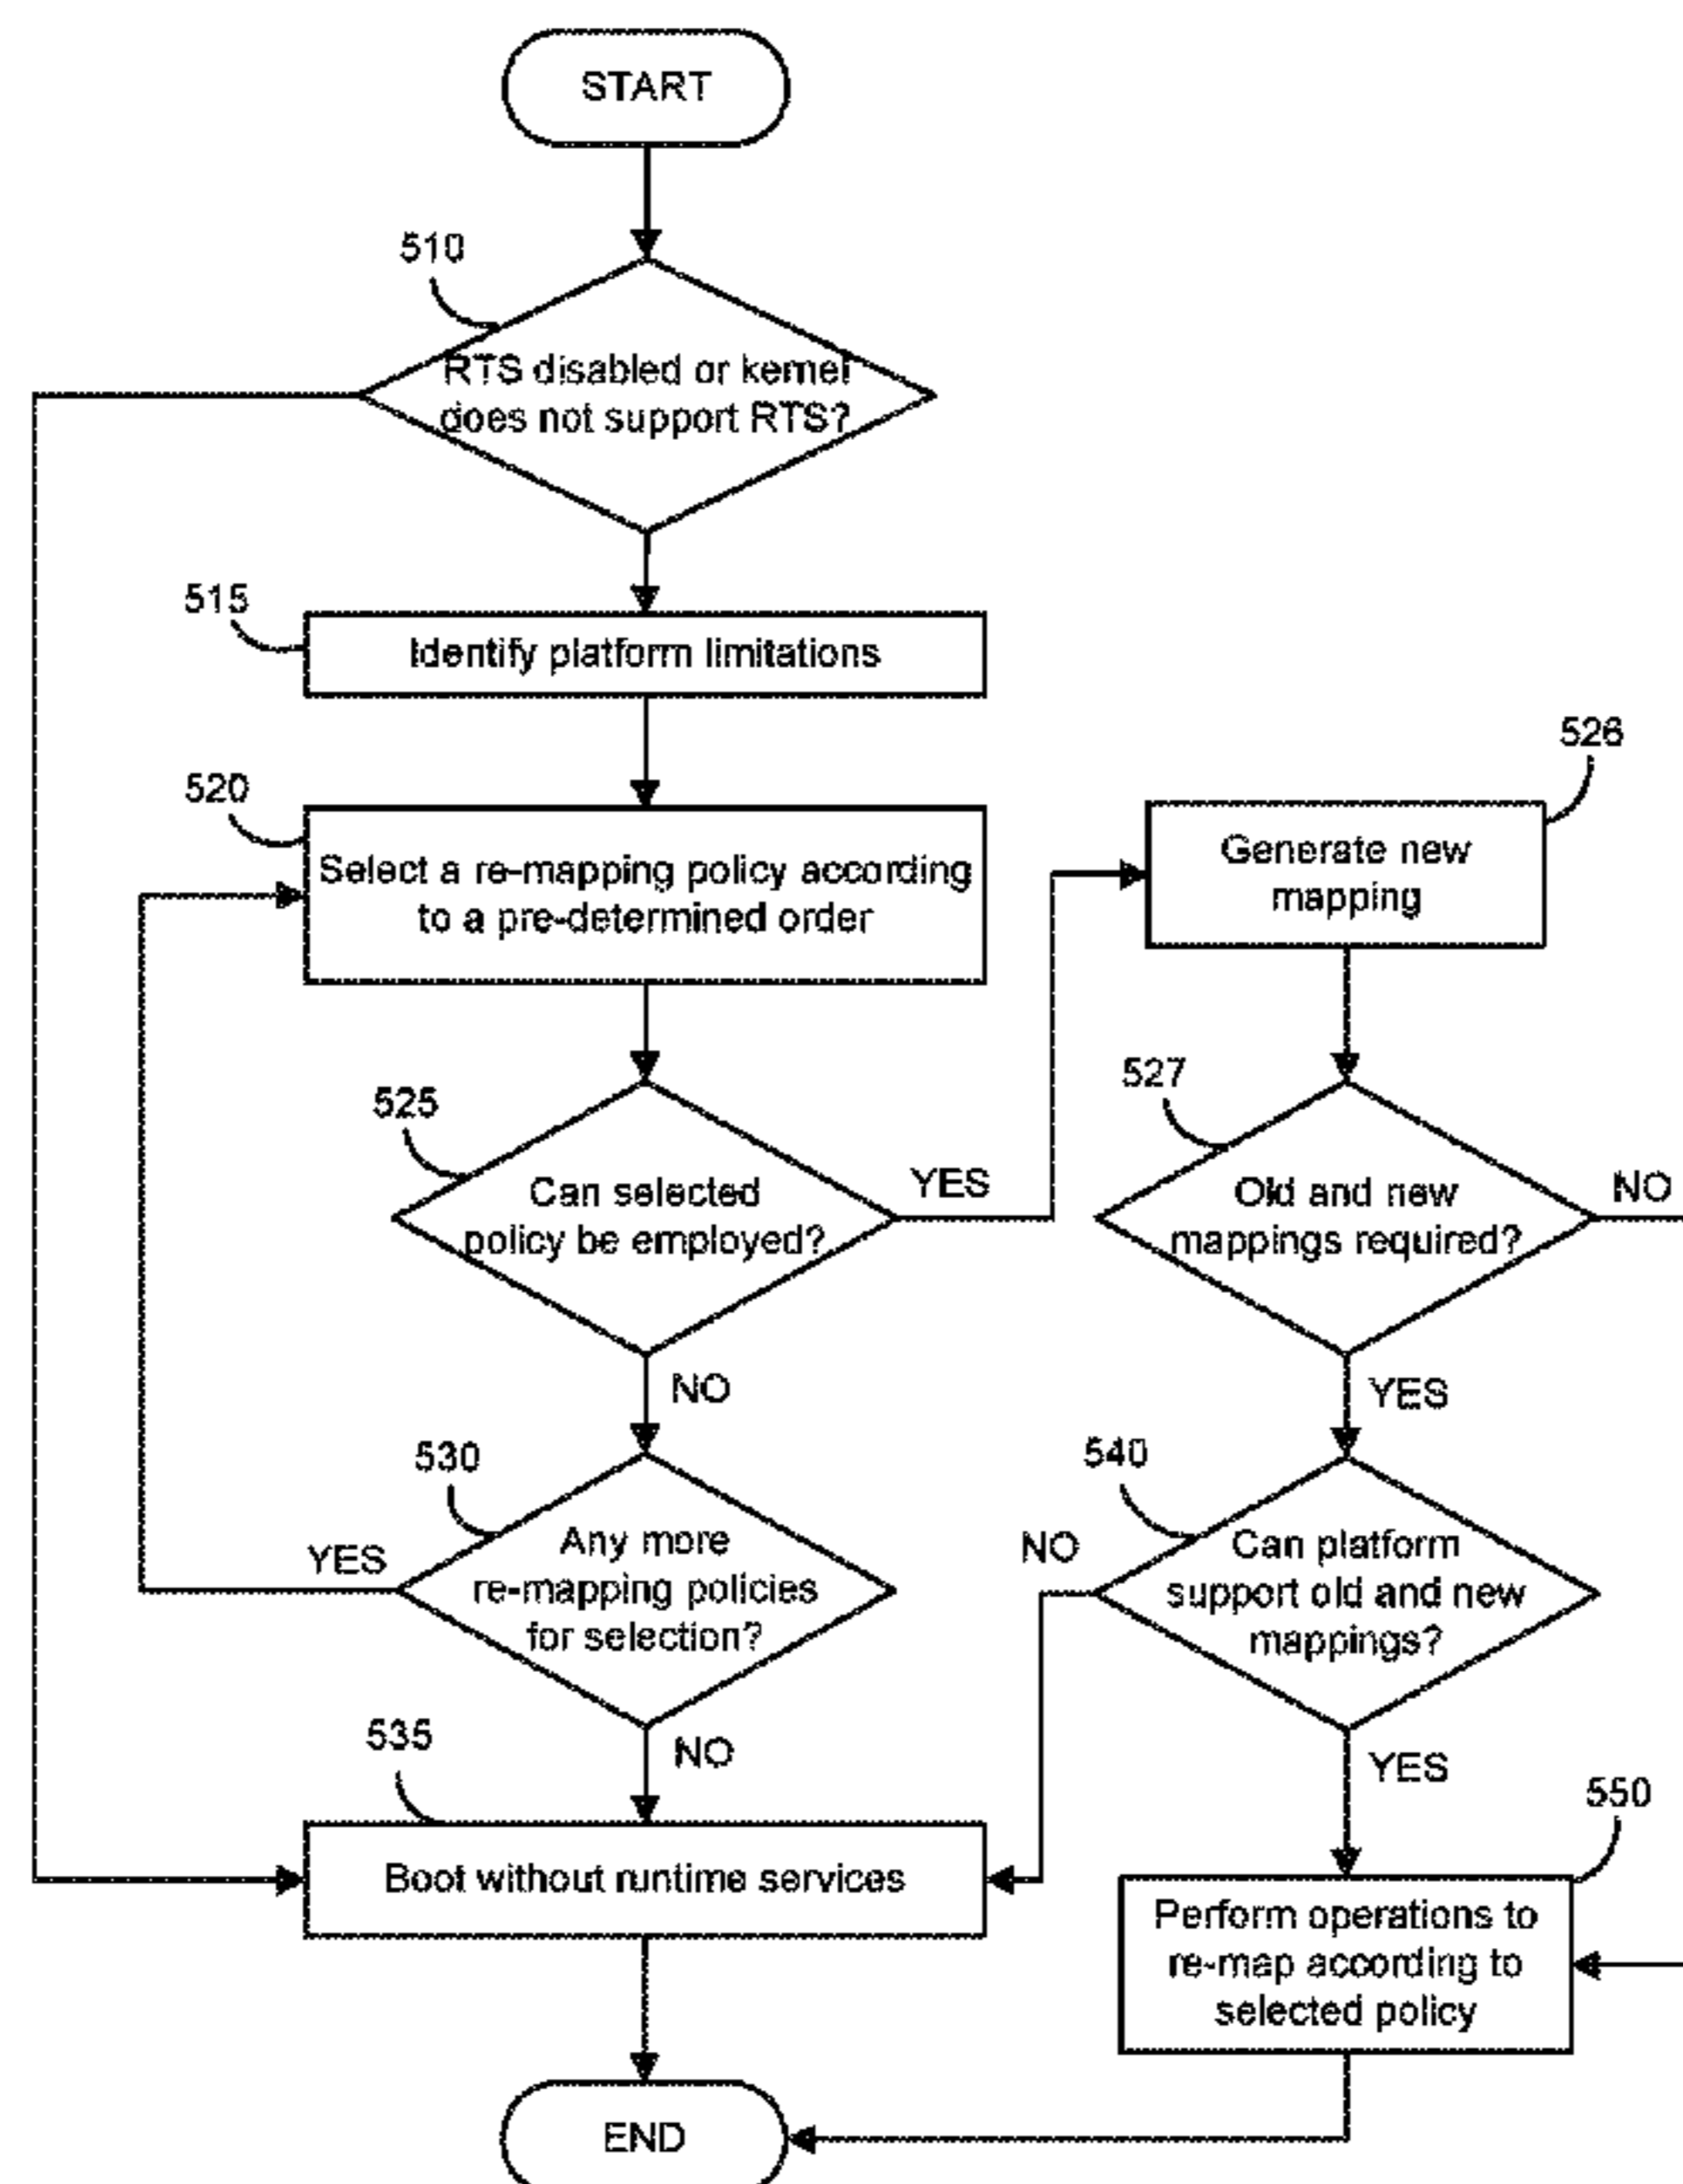 START
510
RTS disabled or kernel
does not support RTS?
515
Identify platform limitations
520
Select a re-mapping policy according
to a pre-determined order
526
Generate new
mapping
525
Can selected
policy be employed?
YES
527
Old and new
mappings required?
NO
NO
YES
530
Any more
re-mapping policies
for selection?
YES
540
Can platform
support old and new
mappings?
NO
NO
YES
535
Boot without runtime services
550
Perform operations to
re-map according to
selected policy
END